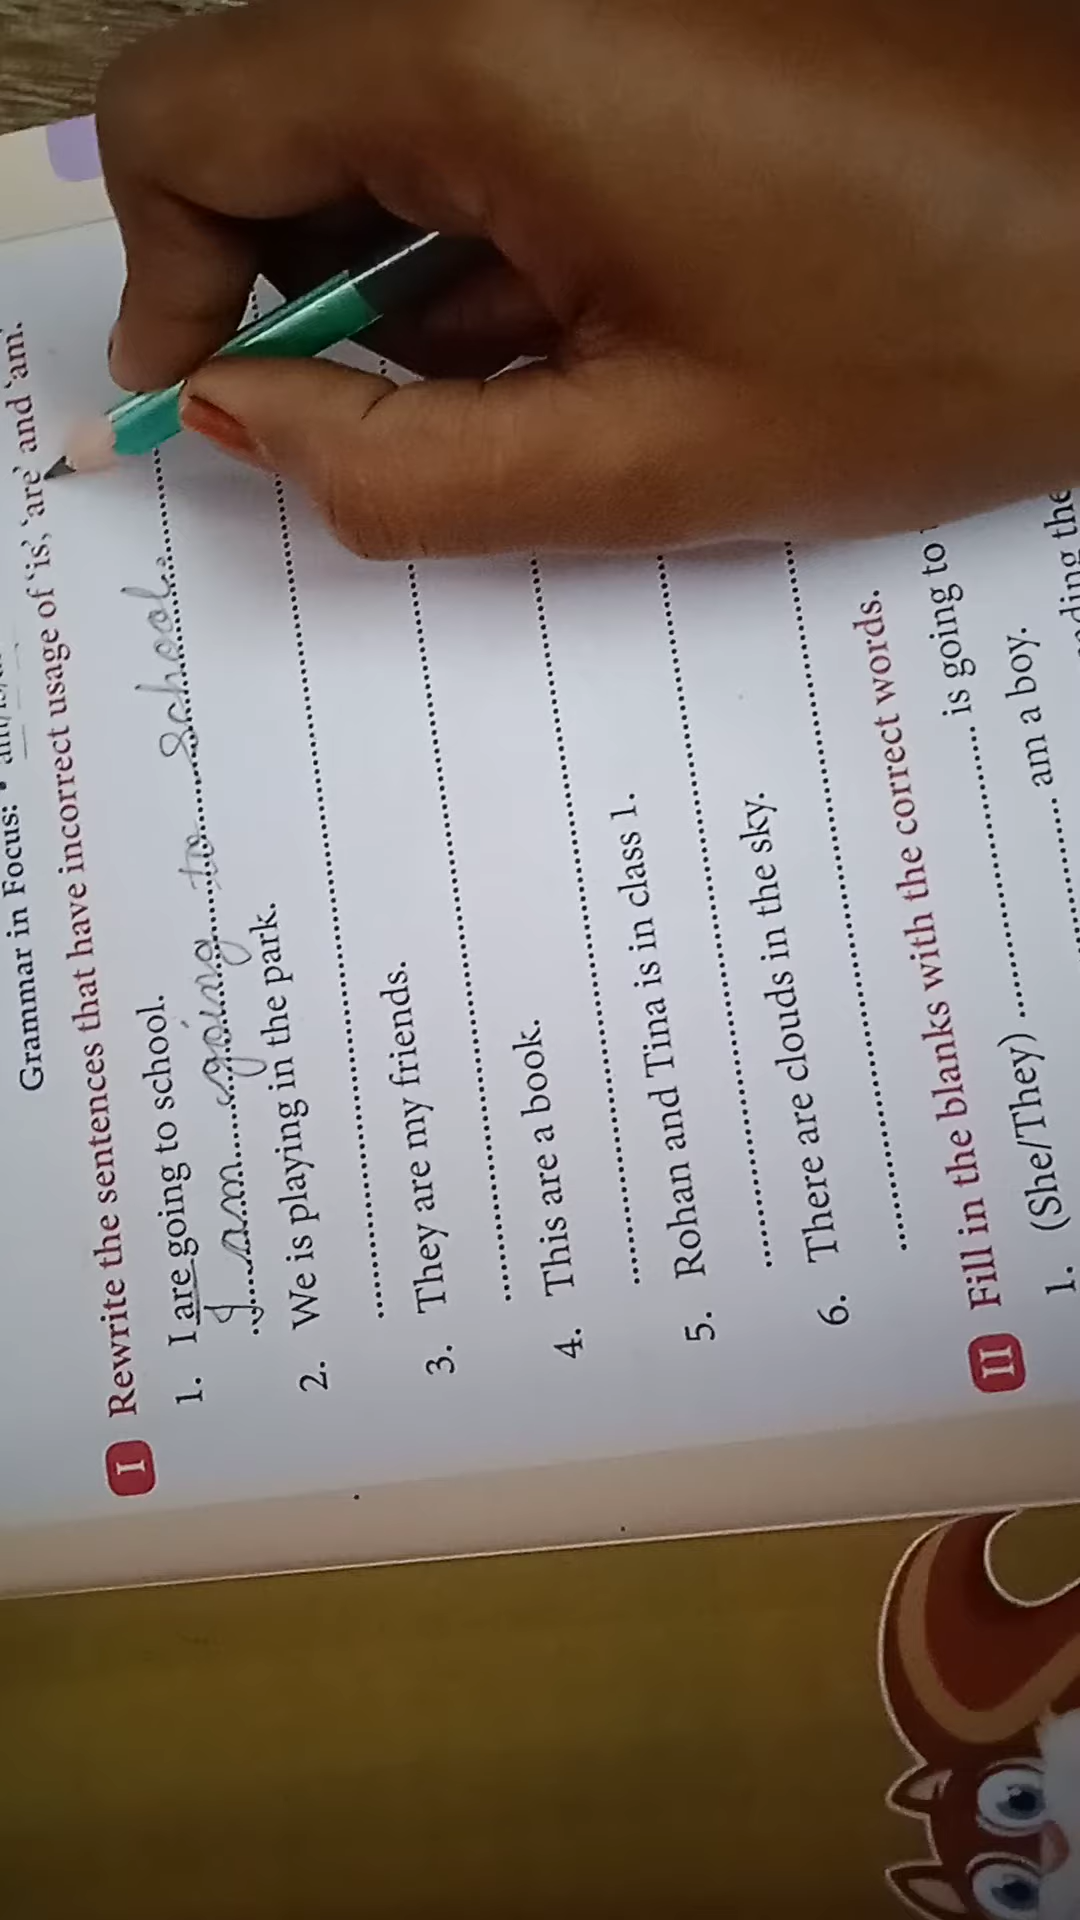 Grammar in Focus:
Rewrite the sentences that have incorrect usage of 'is', 'are' and 'am'.
I
1. I are going to school.
I am going to school.
2. We is playing in the park.
3. They are my friends.
4. This are a book.
5. Rohan and Tina is in class 1.
6. There are clouds in the sky.
II Fill in the blanks with the correct words.
1. (She/They) is going to
am a boy.
the